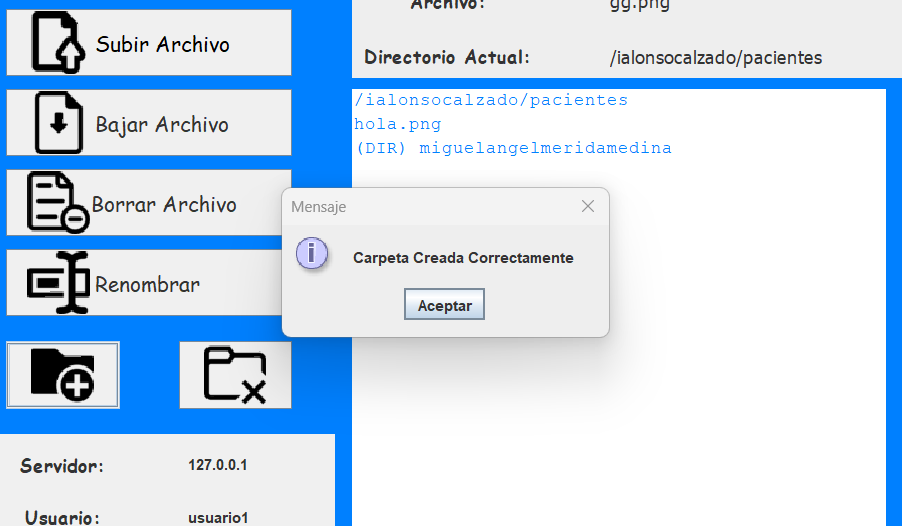 Archivo:
gg.png
Subir Archivo
Directorio Actual:
/ialonsocalzado/pacientes
/ialonsocalzado/pacientes
hola.png
Bajar Archivo
(DIR) miguelangelmeridamedina
Borrar Archivo
Mensaje
Carpeta Creada Correctamente
Renombrar
Aceptar
Servidor:
127.0.0.1
Usuario:
usuario1